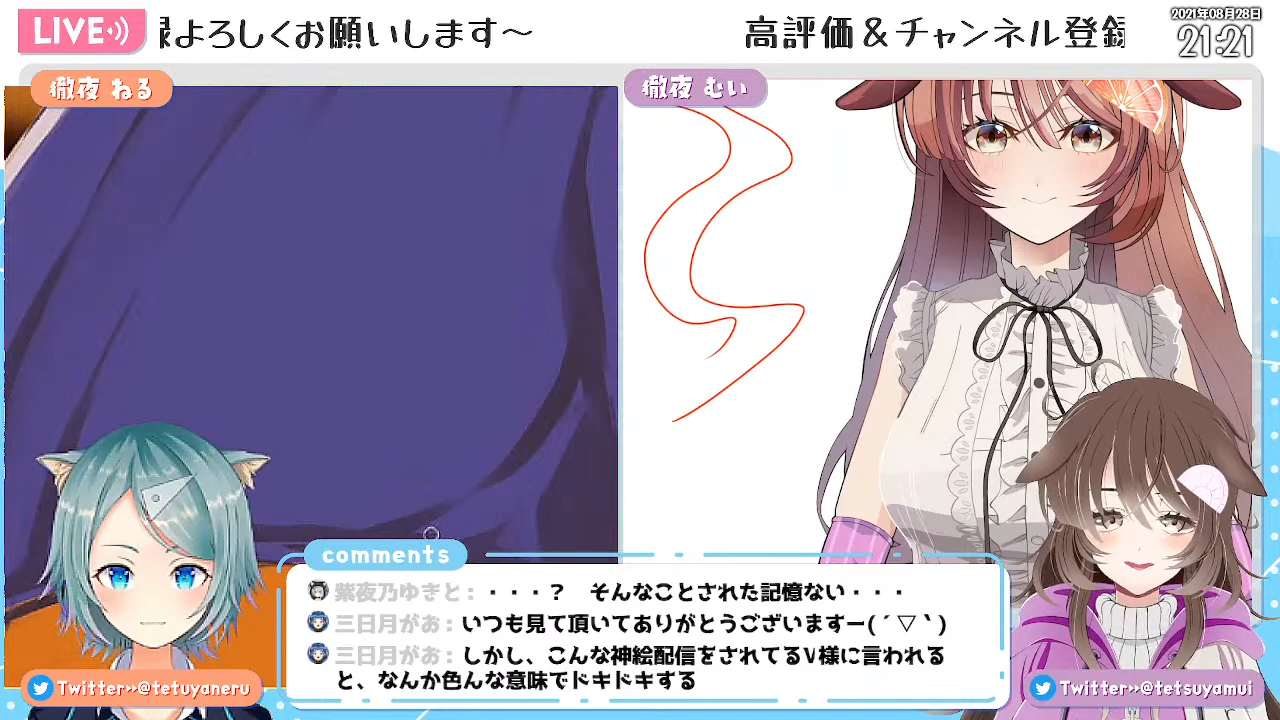 LIVE
録よろしくお願いします～
高評価＆チャンネル登録
2021年08月28日
21:21
徹夜 ねる
徹夜 むい
comments
紫夜乃ゆきと：・・・？　そんなことされた記憶ない・・・
三日月がお：いつも見て頂いてありがとうございますー(´▽｀)
三日月がお：しかし、こんな神絵配信をされてるV様に言われる
と、なんか色んな意味でドキドキする
Twitter▸▸@tetuyaneru
Twitter▸▸@tetsuyamui